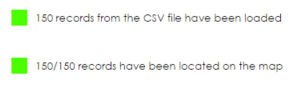 150 records from the CSV file have been loaded
150/150 records have been located on the map